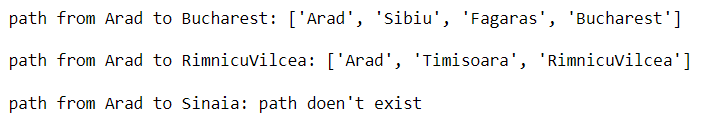 path from Arad to Bucharest: ['Arad', 'Sibiu', 'Fagaras', 'Bucharest']
path from Arad to RimnicuVilcea: ['Arad', 'Timisoara', 'RimnicuVilcea']
path from Arad to Sinaia: path doen't exist